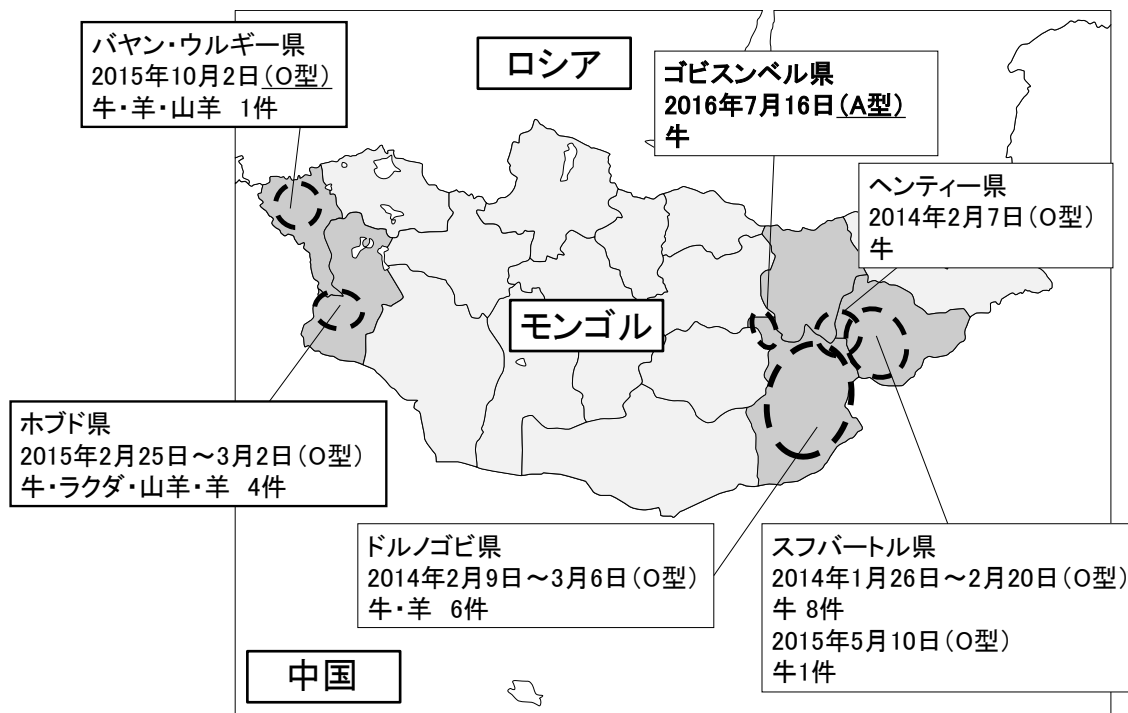 バヤン・ウルギー県
2015年10月2日(O型)
牛・羊・山羊 1件
ロシア
ゴビスンベル県
2016年7月16日(A型)
牛
ヘンティー県
2014年2月7日(O型)
牛
モンゴル
ホブド県
2015年2月25日～3月2日(O型)
牛・ラクダ・山羊・羊 4件
ドルノゴビ県
2014年2月9日～3月6日(O型)
牛・羊 6件
スフバートル県
2014年1月26日～2月20日(O型)
牛 8件
2015年5月10日(O型)
牛1件
中国